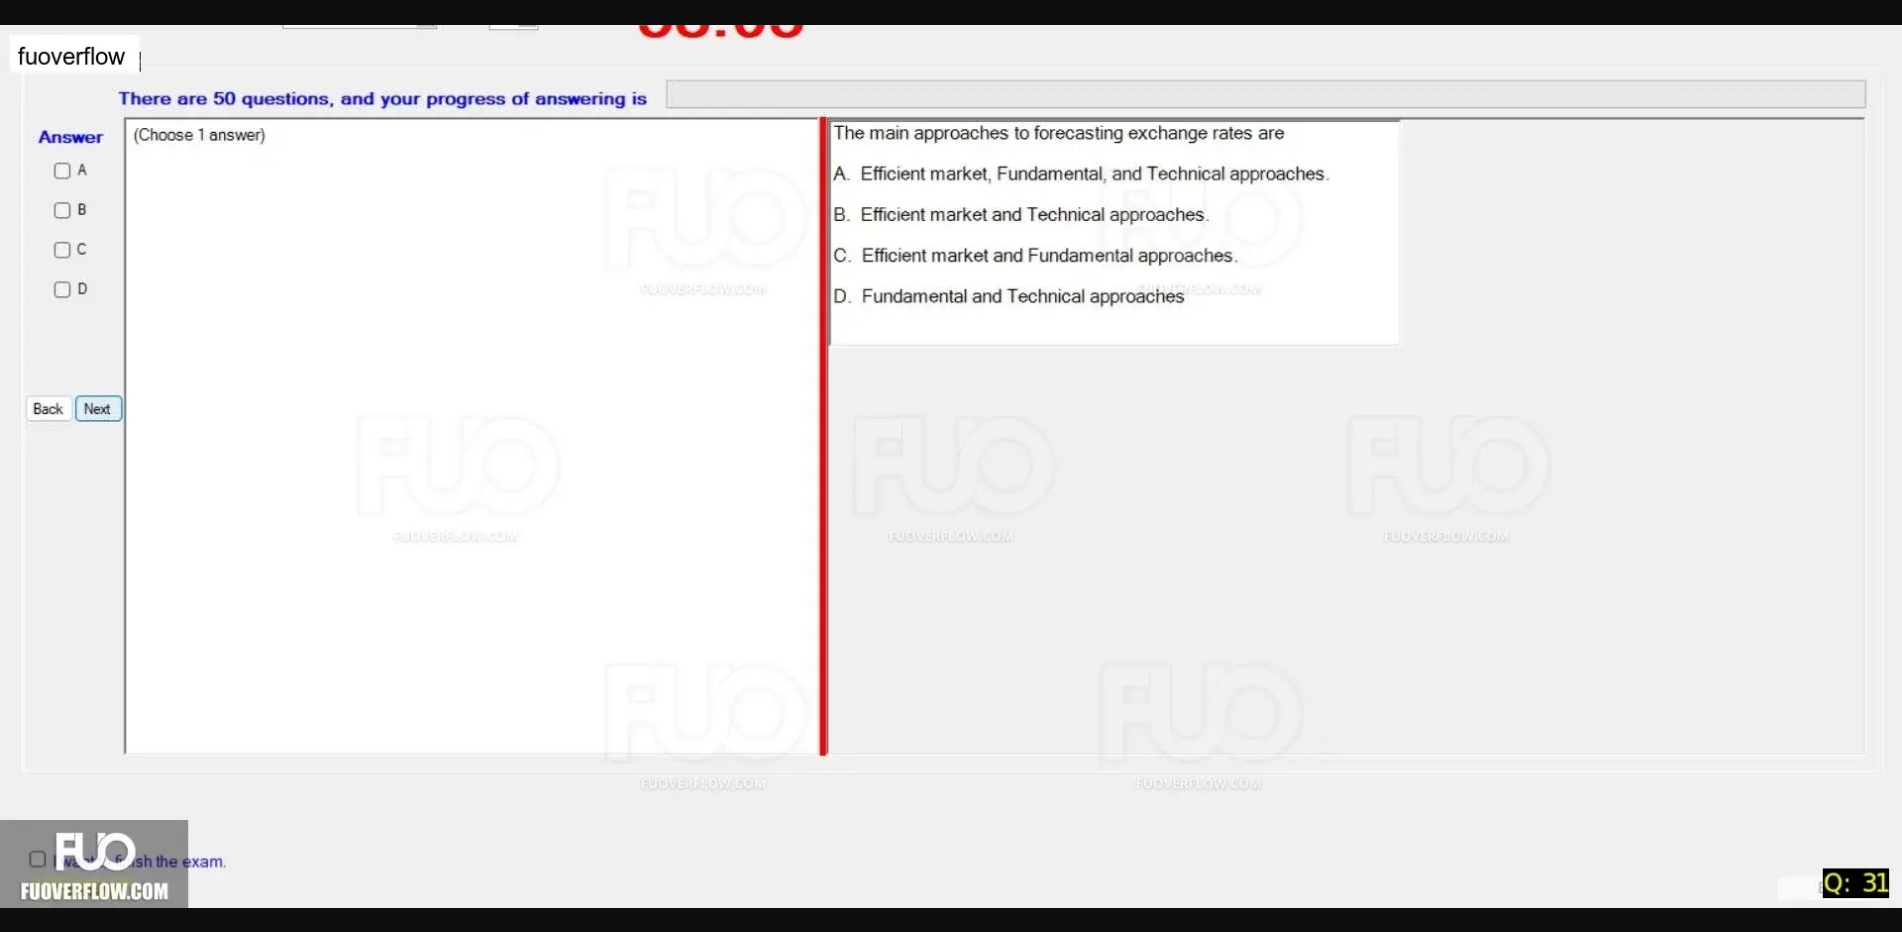 fuoverflow
There are 50 questions, and your progress of answering is
Answer
(Choose 1 answer)
A
B
C
D
Back
Next
The main approaches to forecasting exchange rates are
A. Efficient market, Fundamental, and Technical approaches.
B. Efficient market and Technical approaches.
C. Efficient market and Fundamental approaches.
D. Fundamental and Technical approaches
FUO
FUOVERFLOW.COM
FUO
FUOVERFLOW.COM
FUO
FUOVERFLOW.COM
FUO
FUOVERFLOW.COM
FUO
FUOVERFLOW.COM
FUO
FUOVERFLOW.COM
FUO
FUOVERFLOW.COM
FUO
the exam.
FUOVERFLOW.COM
Q: 31